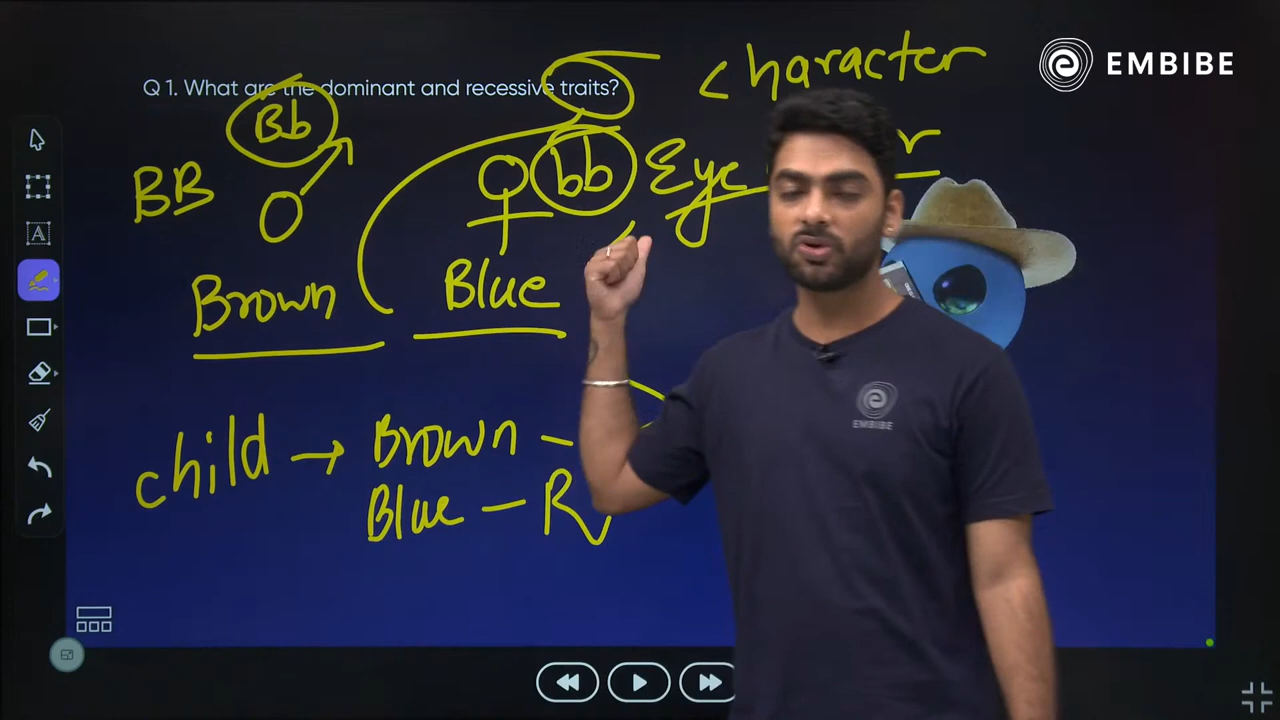 EMBIBE
character
Q 1. What are the dominant and recessive traits?
Bb
BB
bb
Eye
r
Brown
Blue
child → Brown –
Blue – R
A
EMBIBE